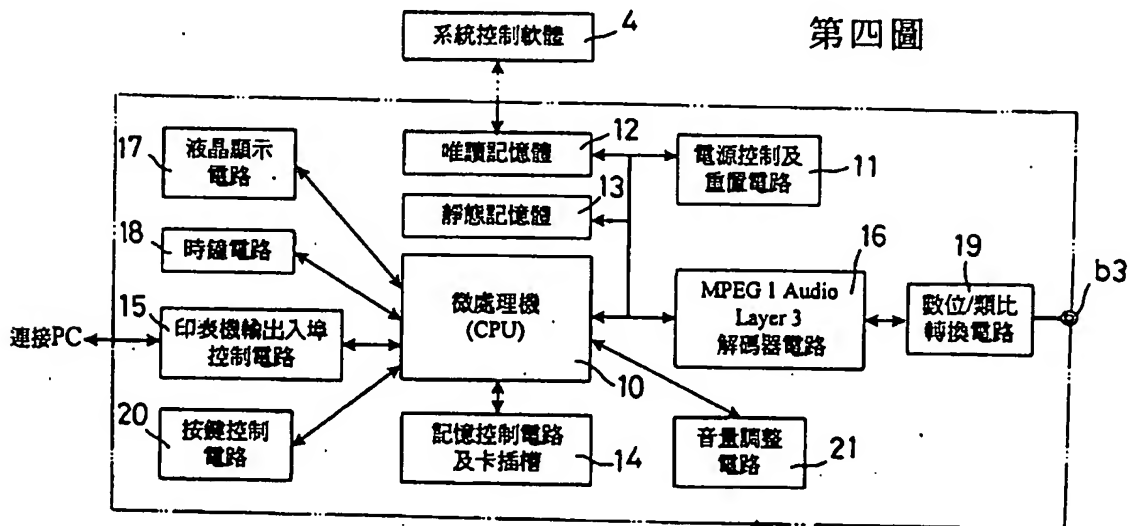 第四圖
系統控制軟體
4
17
液晶顯示
電路
唯讀記憶體
12
電源控制及
重置電路
11
靜態記憶體
13
18
時鐘電路
微處理機
(CPU)
10
MPEG 1 Audio
Layer 3
解碼器電路
16
19
數位/類比
轉換電路
b3
連接PC
15
印表機輸出入埠
控制電路
20
按鍵控制
電路
記憶控制電路
及卡插槽
14
音量調整
電路
21